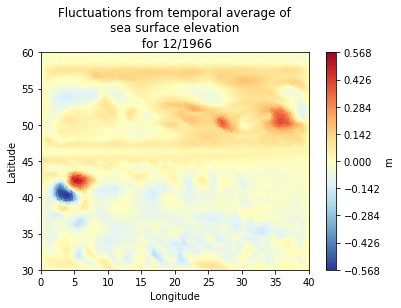 Fluctuations from temporal average of
sea surface elevation
for 12/1966
60
55
50
45
40
35
30
Latitude
0 5 10 15 20 25 30 35 40
Longitude
0.568
0.426
0.284
0.142
0.000
−0.142
−0.284
−0.426
−0.568
m